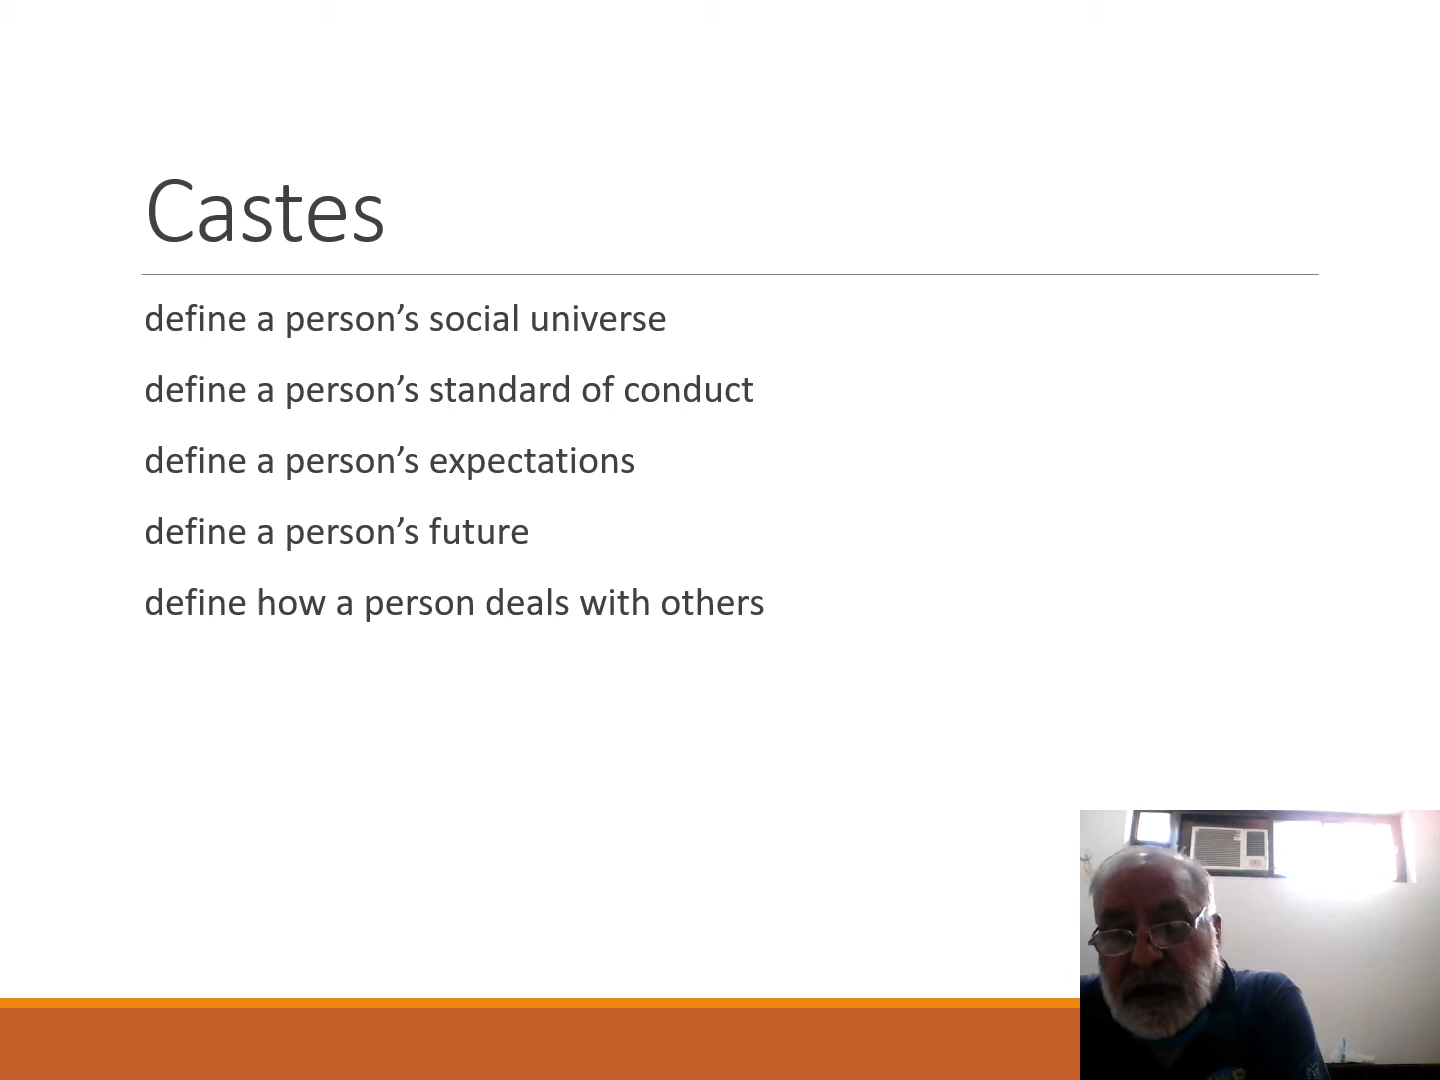 Castes
define a person’s social universe
define a person’s standard of conduct
define a person’s expectations
define a person’s future
define how a person deals with others